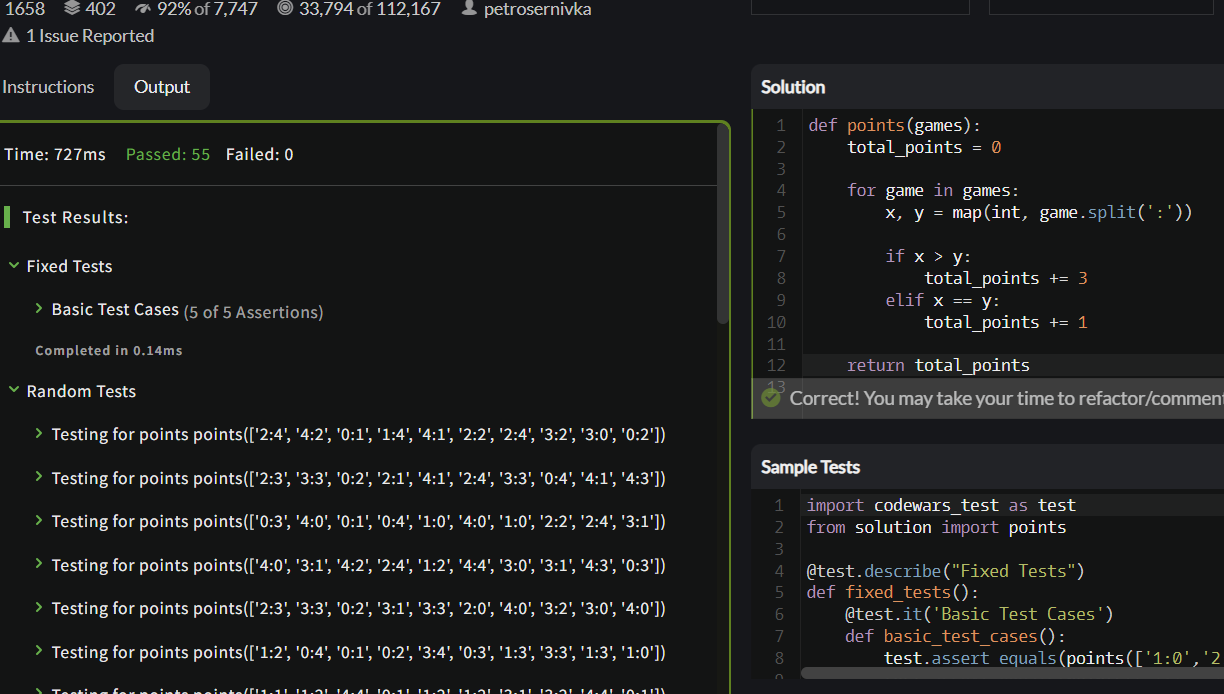 1658 402 92% of 7,747 33,794 of 112,167 petrosernivka
1 Issue Reported
Instructions Output
Time: 727ms Passed: 55 Failed: 0
Test Results:
Fixed Tests
Basic Test Cases (5 of 5 Assertions)
Completed in 0.14ms
Random Tests
Testing for points points(['2:4', '4:2', '0:1', '1:4', '4:1', '2:2', '2:4', '3:2', '3:0', '0:2'])
Testing for points points(['2:3', '3:3', '0:2', '2:1', '4:1', '2:4', '3:3', '0:4', '4:1', '4:3'])
Testing for points points(['0:3', '4:0', '0:1', '0:4', '1:0', '4:0', '1:0', '2:2', '2:4', '3:1'])
Testing for points points(['4:0', '3:1', '4:2', '2:4', '1:2', '4:4', '3:0', '3:1', '4:3', '0:3'])
Testing for points points(['2:3', '3:3', '0:2', '3:1', '3:3', '2:0', '4:0', '3:2', '3:0', '4:0'])
Testing for points points(['1:2', '0:4', '0:1', '0:2', '3:4', '0:3', '1:3', '3:3', '1:3', '1:0'])
Testing for points
Solution
1 def points(games):
2     total_points = 0
3
4     for game in games:
5         x, y = map(int, game.split(':'))
6
7         if x > y:
8             total_points += 3
9         elif x == y:
10             total_points += 1
11
12     return total_points
13
Correct! You may take your time to refactor/comment
Sample Tests
1 import codewars_test as test
2 from solution import points
3
4 @test.describe("Fixed Tests")
5 def fixed_tests():
6     @test.it('Basic Test Cases')
7     def basic_test_cases():
8         test.assert_equals(points(['1:0','2